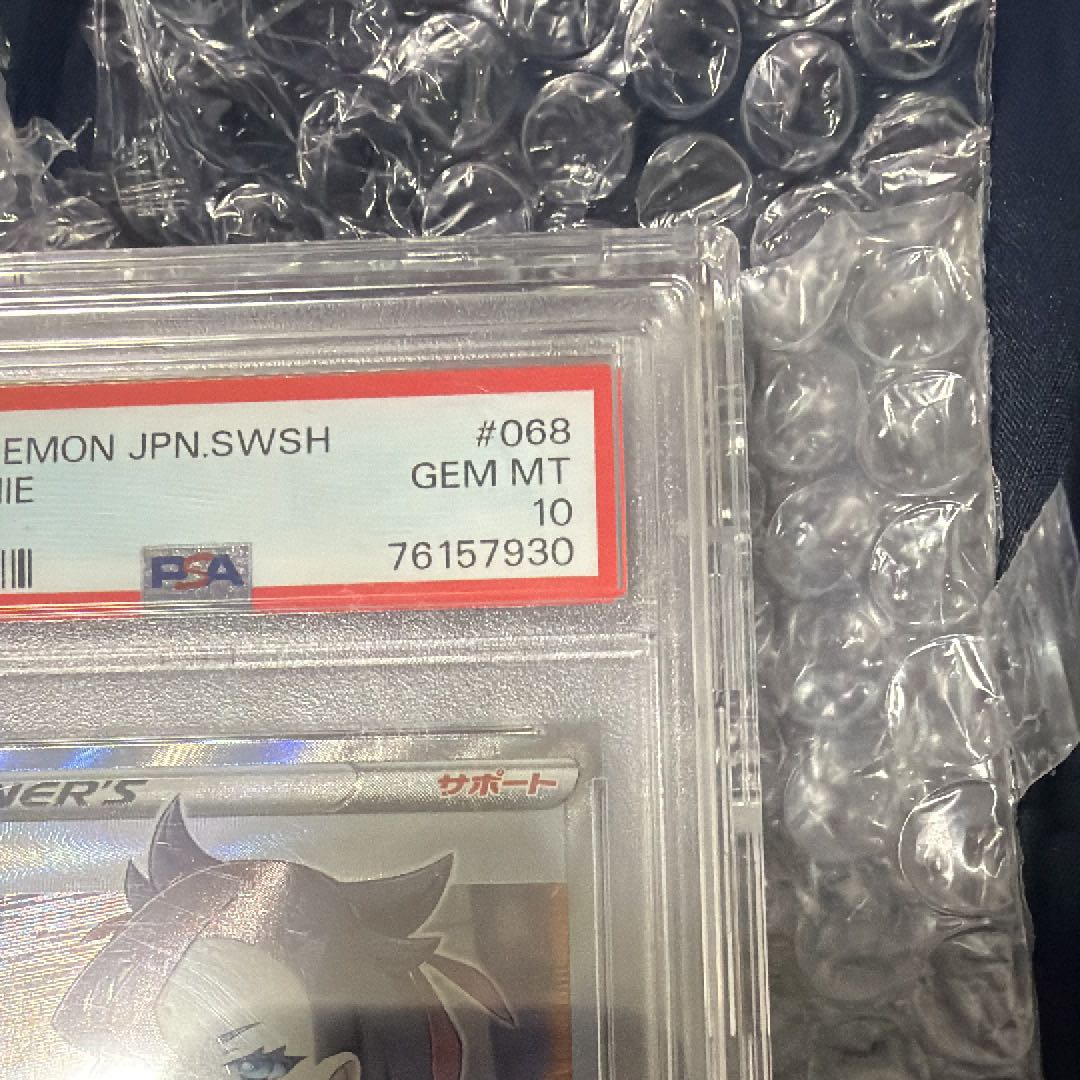 EMON JPN.SWSH #068
IE GEM MT
10
PSA 76157930
NER'S サポート